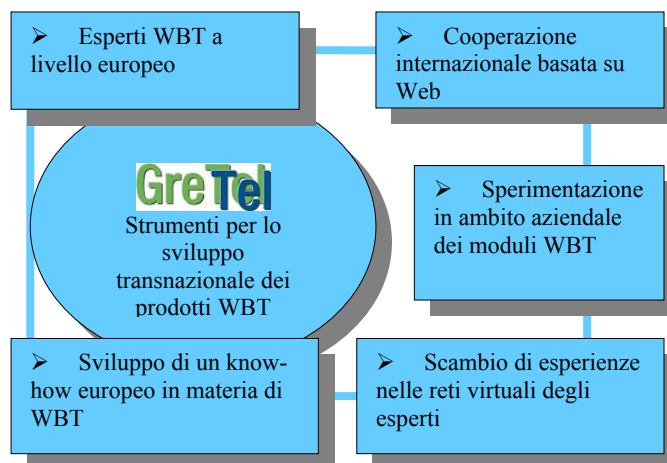 ➢ Esperti WBT a
livello europeo
➢ Cooperazione
internazionale basata su
Web
GreTel
Strumenti per lo
sviluppo
transnazionale dei
prodotti WBT
➢ Sperimentazione
in ambito aziendale
dei moduli WBT
➢ Sviluppo di un know-
how europeo in materia di
WBT
➢ Scambio di esperienze
nelle reti virtuali degli
esperti